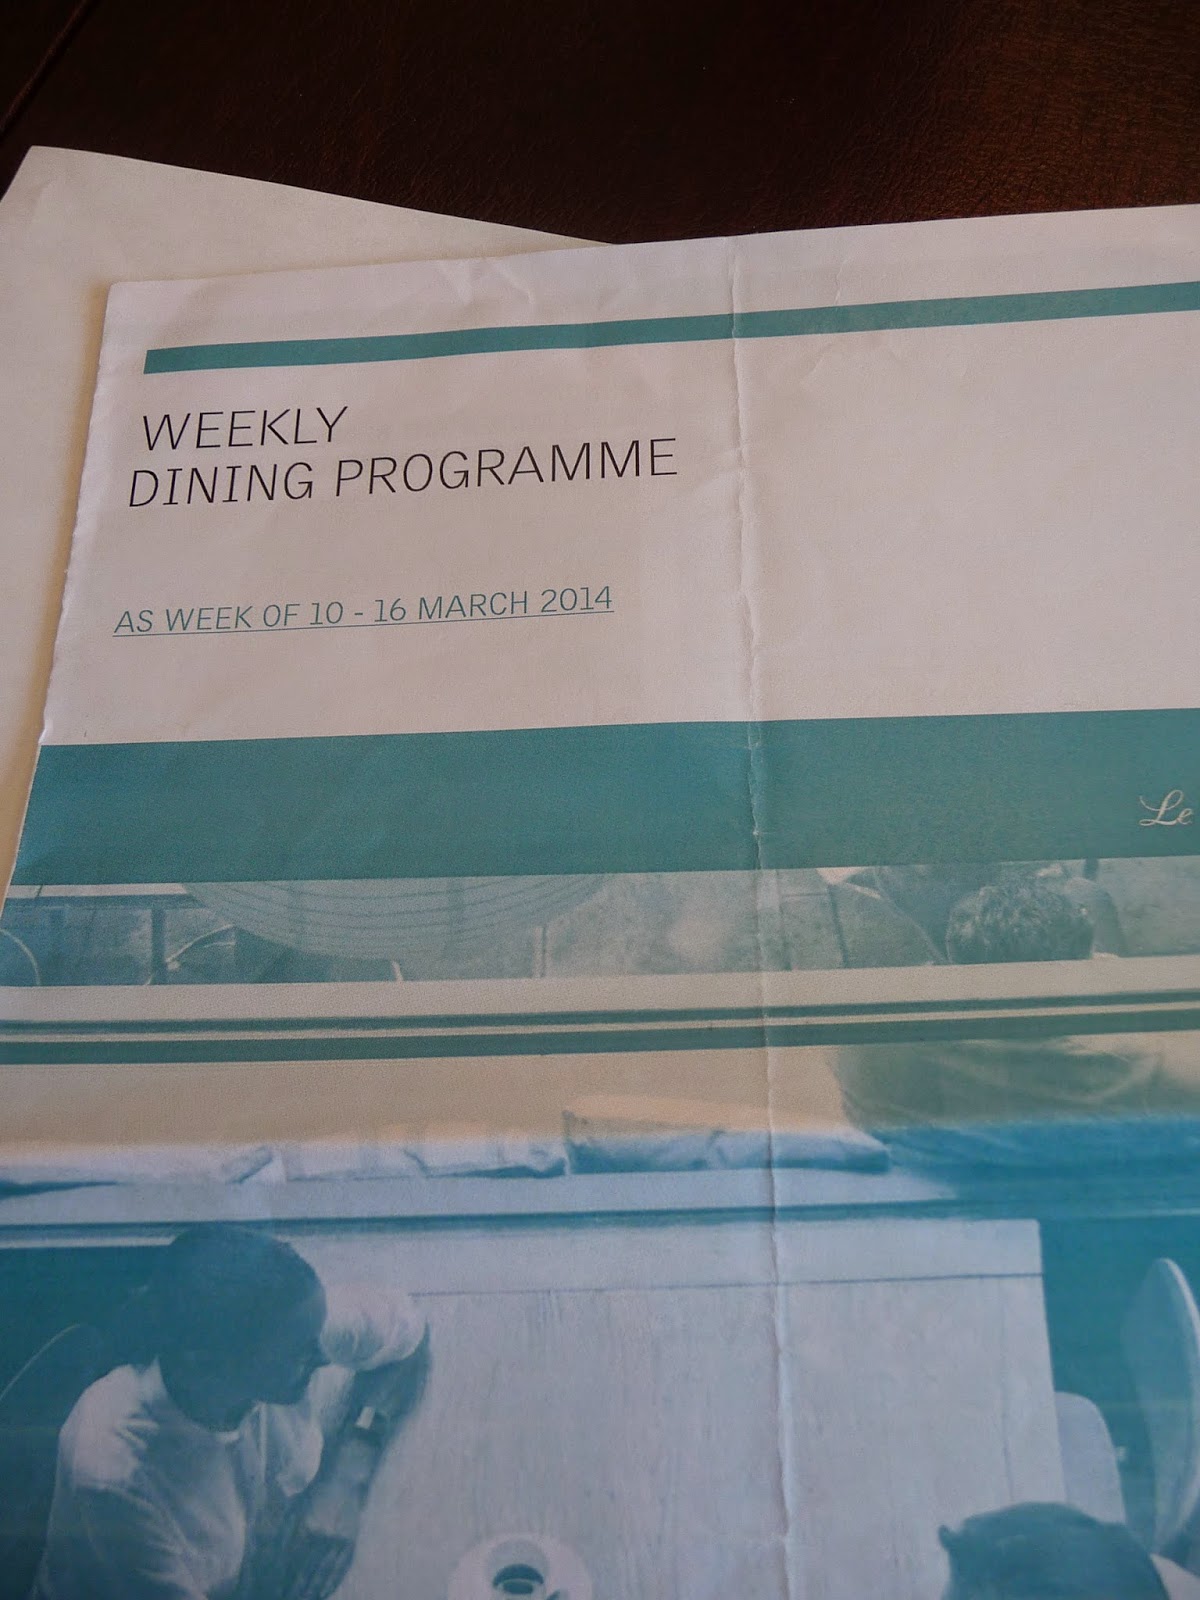 WEEKLY
DINING PROGRAMME
AS WEEK OF 10 - 16 MARCH 2014
Le